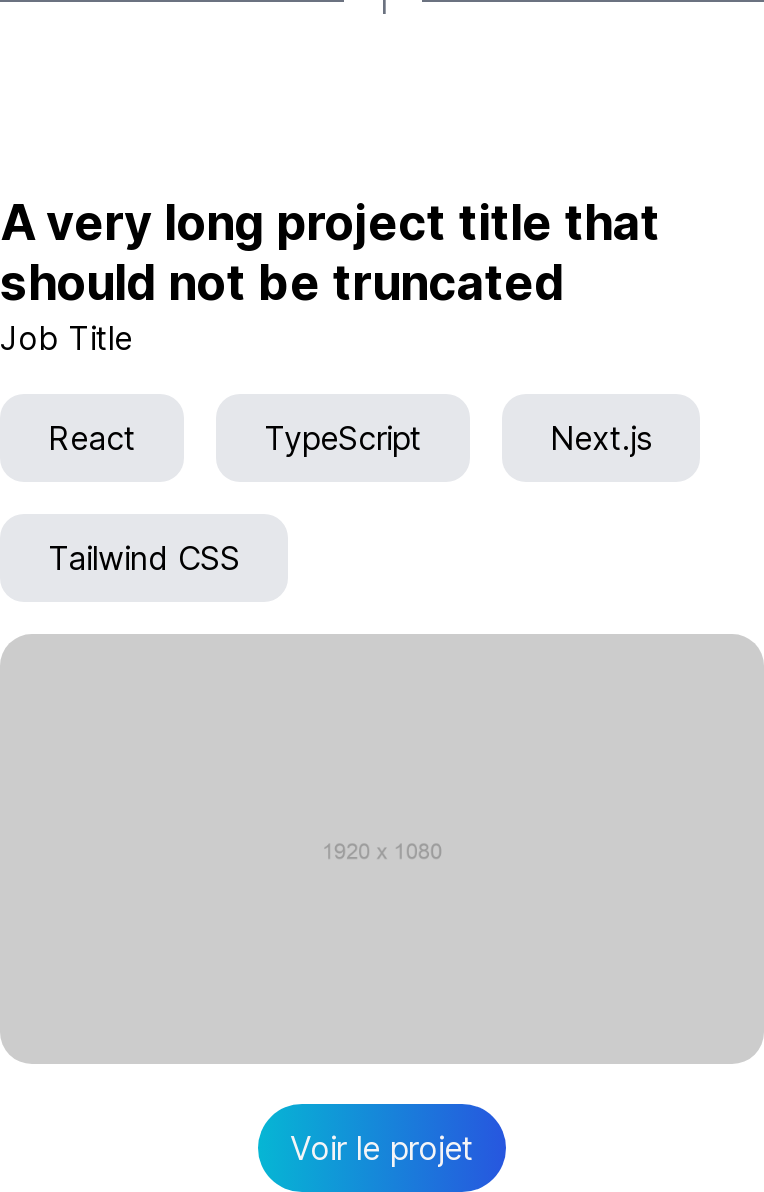 A very long project title that
should not be truncated
Job Title
React TypeScript Next.js
Tailwind CSS
1920 x 1080
Voir le projet